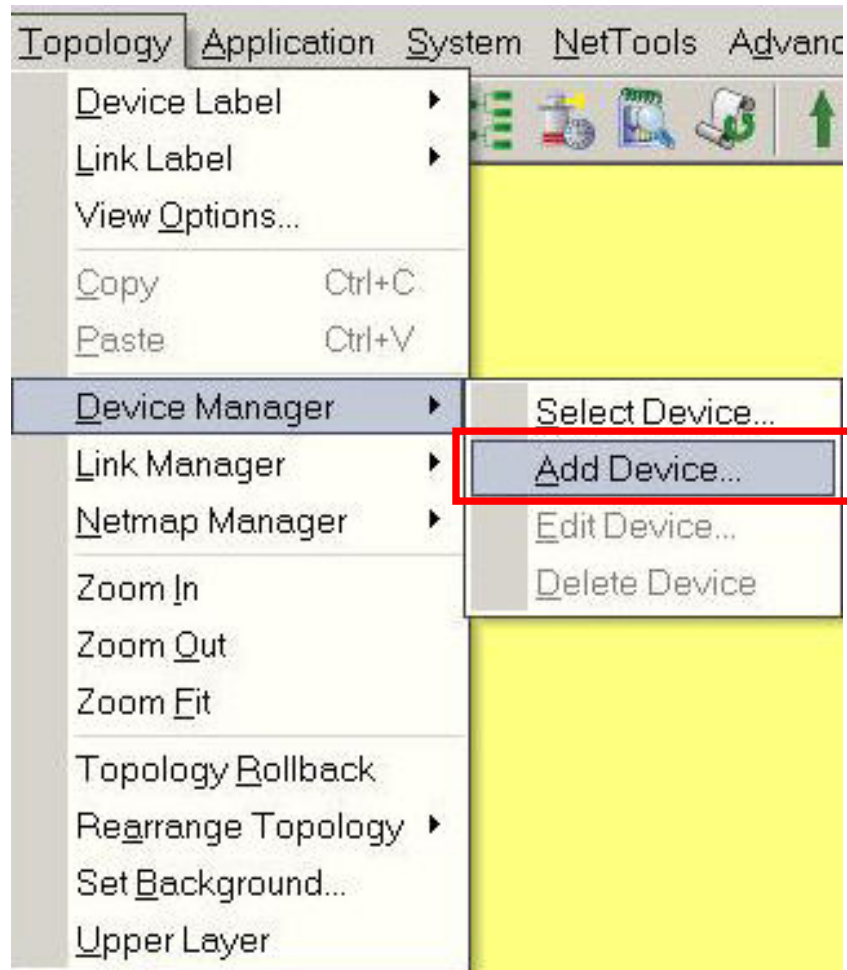 Topology Application System NetTools Advanc
Device Label
Link Label
View Options...
Copy Ctrl+C
Paste Ctrl+V
Device Manager
Select Device...
Link Manager
Add Device...
Netmap Manager
Edit Device...
Zoom In
Delete Device
Zoom Out
Zoom Fit
Topology Rollback
Rearrange Topology
Set Background...
Upper Layer